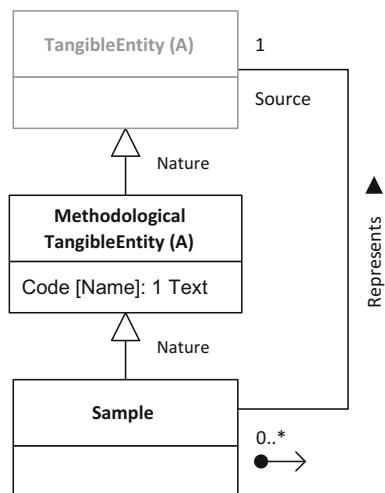 TangibleEntity (A)
1
Source
Nature
Methodological
TangibleEntity (A)
Code [Name]: 1 Text
Represents
Nature
Sample
0..*